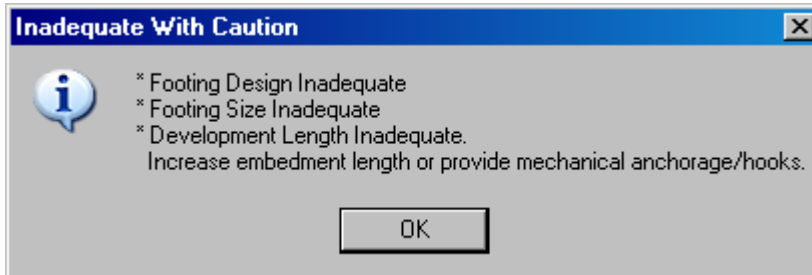 Inadequate With Caution
* Footing Design Inadequate
* Footing Size Inadequate
* Development Length Inadequate.
Increase embedment length or provide mechanical anchorage/hooks.
OK